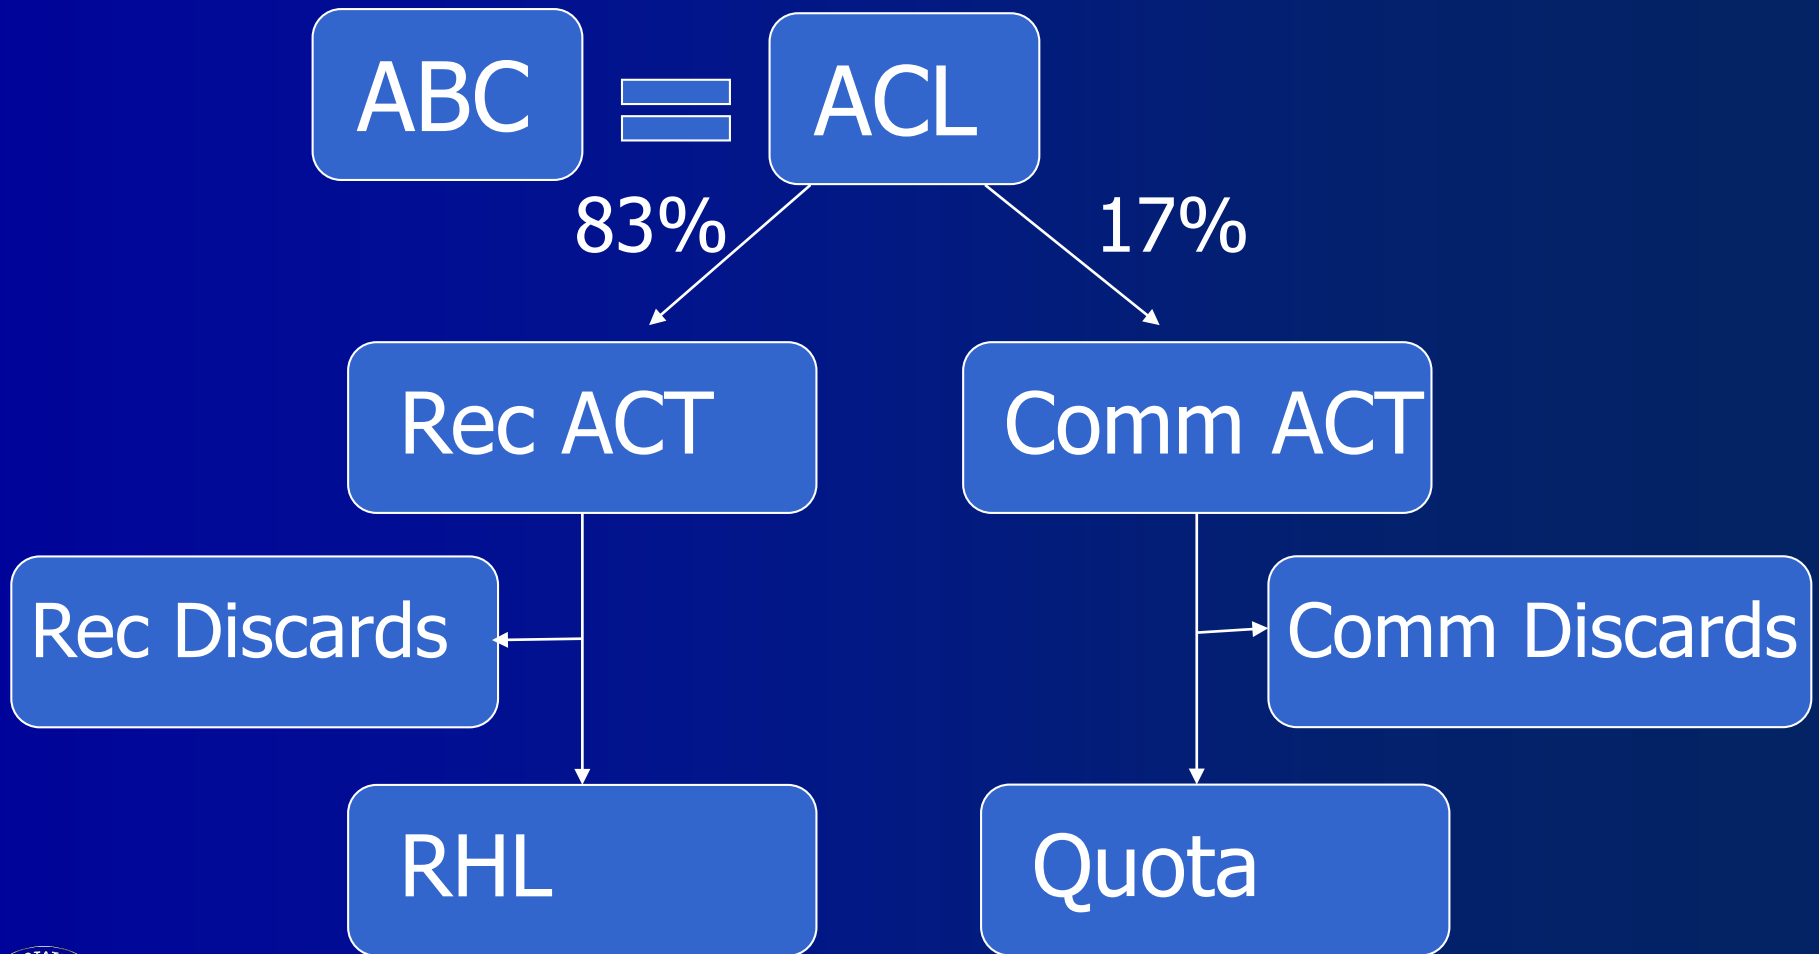 ABC
ACL
83%
17%
Rec ACT
Comm ACT
Rec Discards
Comm Discards
RHL
Quota